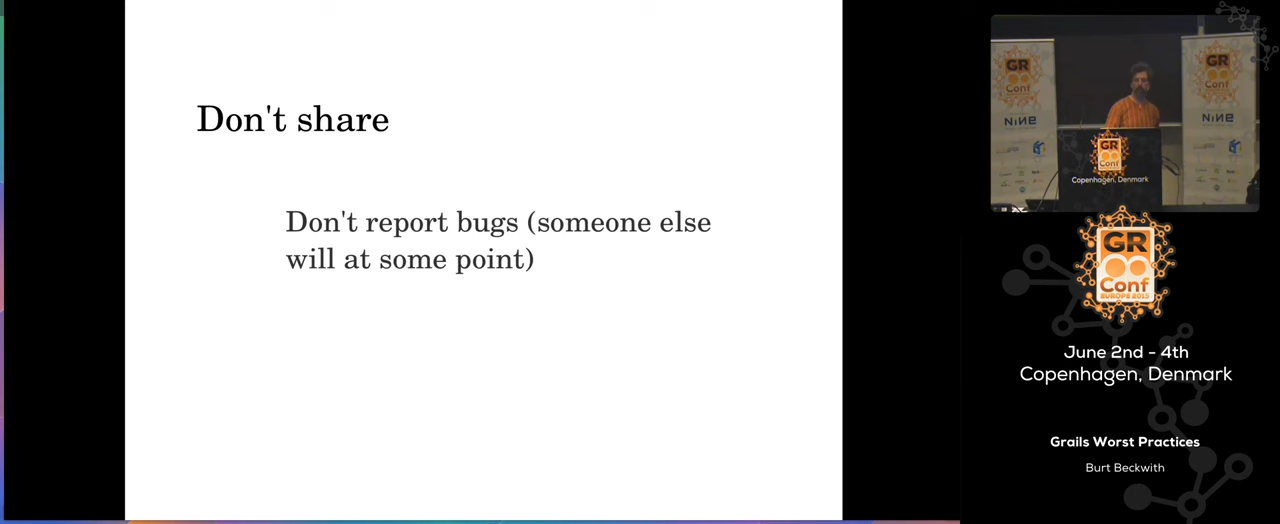 Don't share
Don't report bugs (someone else
will at some point)
GR
Conf
NiNE
GR
Conf
NiNE
GR
Conf
Copenhagen, Denmark
GR
Conf
EUROPE 2015
June 2nd - 4th
Copenhagen, Denmark
Grails Worst Practices
Burt Beckwith